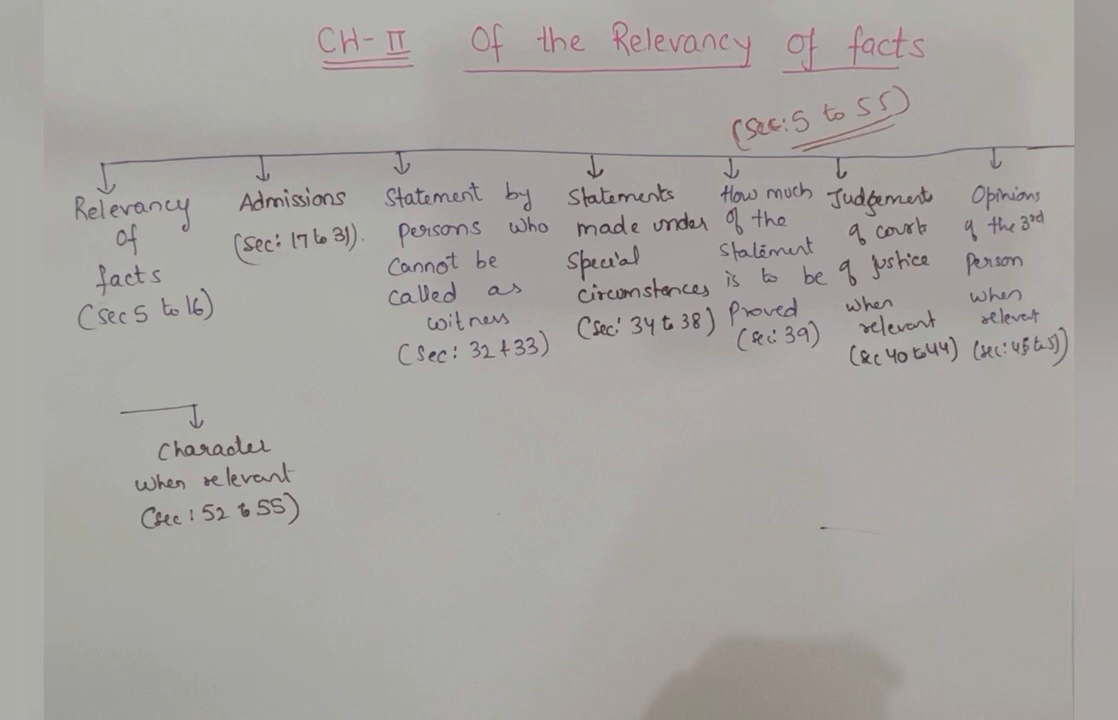 CH-II Of the Relevancy of facts
(Sec: 5 to 55)
Relevancy
of
facts
(Sec 5 to 16)
Admissions
(Sec: 17 to 31).
Statement by
persons who
cannot be
called as
witness
(Sec: 32 + 33)
Statements
made under
special
circumstances
(Sec: 34 to 38)
How much
of the
statement
is to be
Proved
(Sec: 39)
Judgement
of courts
of justice
when
relevant
(Sec 40 to 44)
Opinions
of the 3rd
Person
when
relevent
(Sec: 45 to 51)
Character
when relevant
(Sec: 52 to 55)